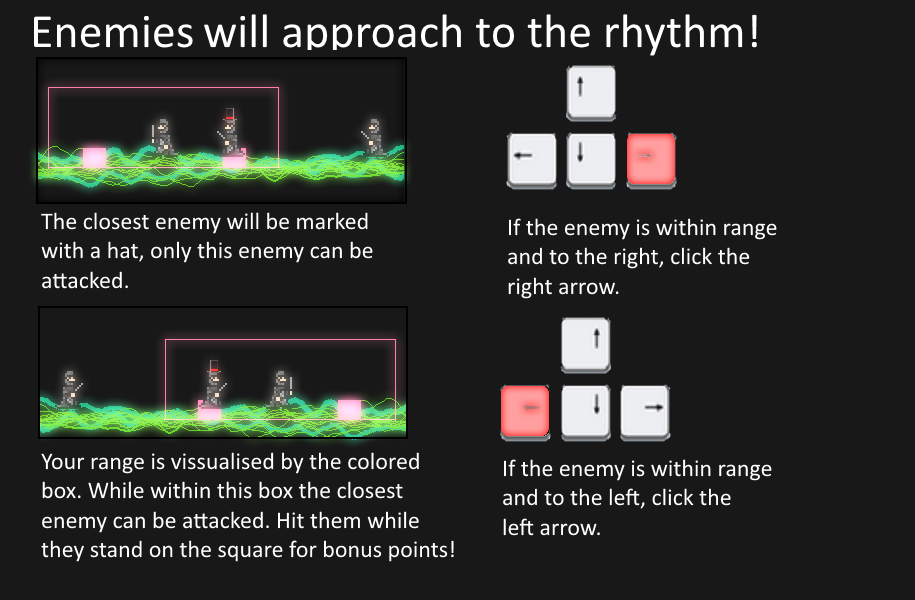 Enemies will approach to the rhythm!
The closest enemy will be marked
with a hat, only this enemy can be
attacked.
If the enemy is within range
and to the right, click the
right arrow.
Your range is vissualised by the colored
box. While within this box the closest
enemy can be attacked. Hit them while
they stand on the square for bonus points!
If the enemy is within range
and to the left, click the
left arrow.